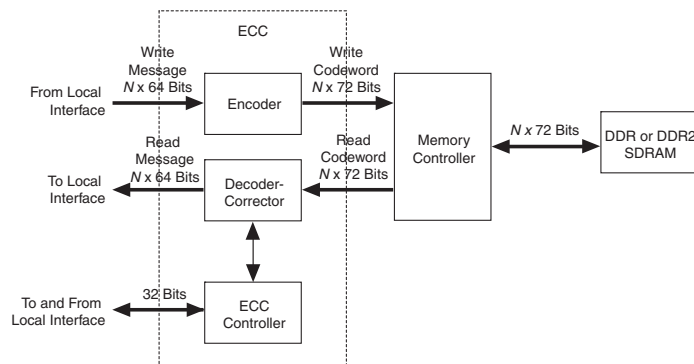 ECC
Write
Message
N x 64 Bits
Write
Codeword
N x 72 Bits
From Local
Interface
Encoder
Memory
Controller
N x 72 Bits
DDR or DDR2
SDRAM
Read
Message
N x 64 Bits
Read
Codeword
N x 72 Bits
To Local
Interface
Decoder-
Corrector
To and From
Local Interface
32 Bits
ECC
Controller